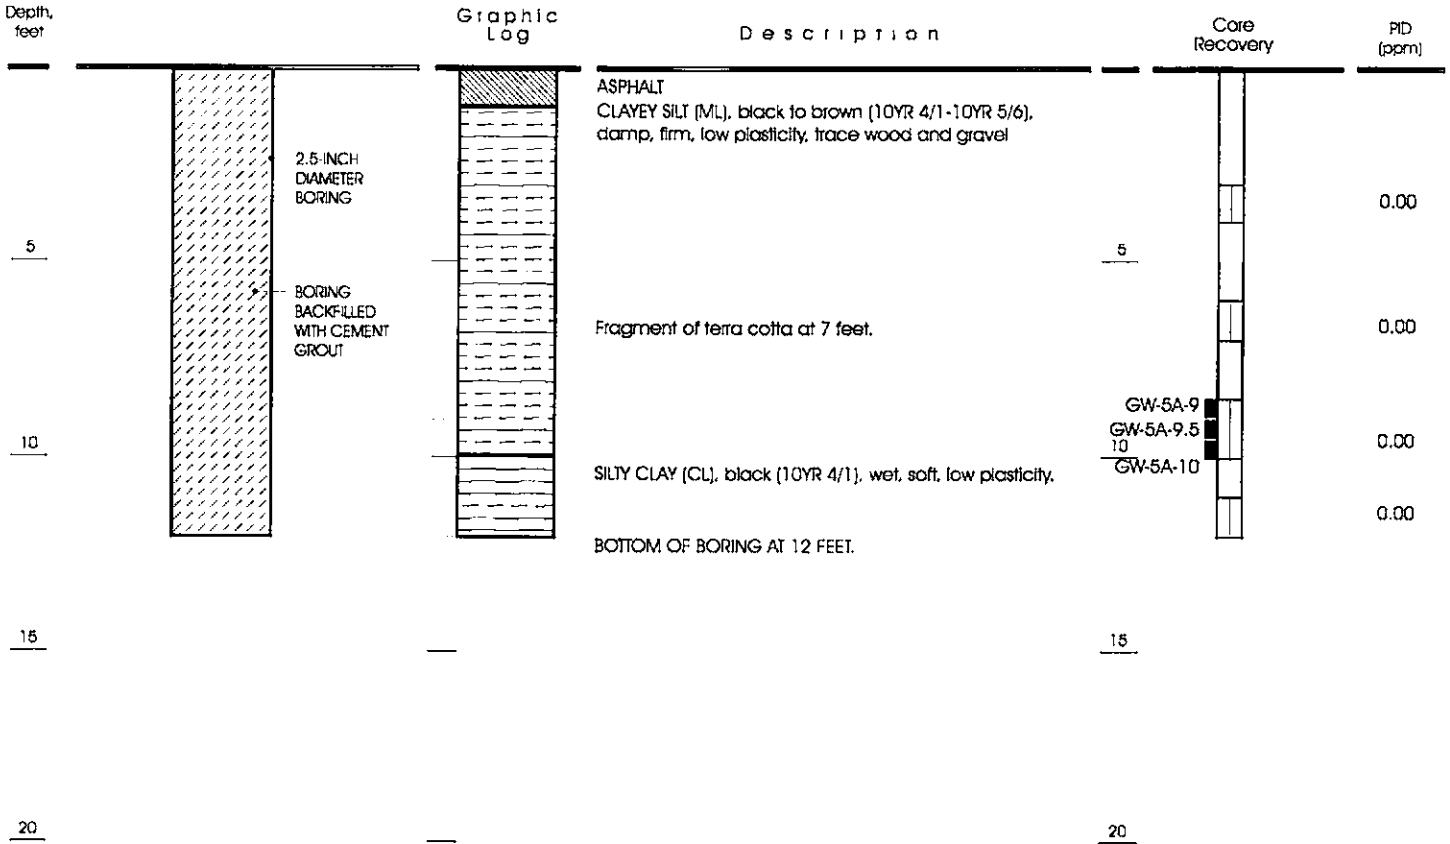 Depth,
feet
Graphic
Log
Description
Core
Recovery
PID
(ppm)
ASPHALT
CLAYEY SILT (ML), black to brown (10YR 4/1-10YR 5/6),
damp, firm, low plasticity, trace wood and gravel
2.5-INCH
DIAMETER
BORING
0.00
5
5
BORING
BACKFILLED
WITH CEMENT
GROUT
Fragment of terra cotta at 7 feet.
0.00
GW-5A-9
GW-5A-9.5
10
10
0.00
GW-5A-10
SILTY CLAY (CL), black (10YR 4/1), wet, soft, low plasticity.
0.00
BOTTOM OF BORING AT 12 FEET.
15
15
20
20